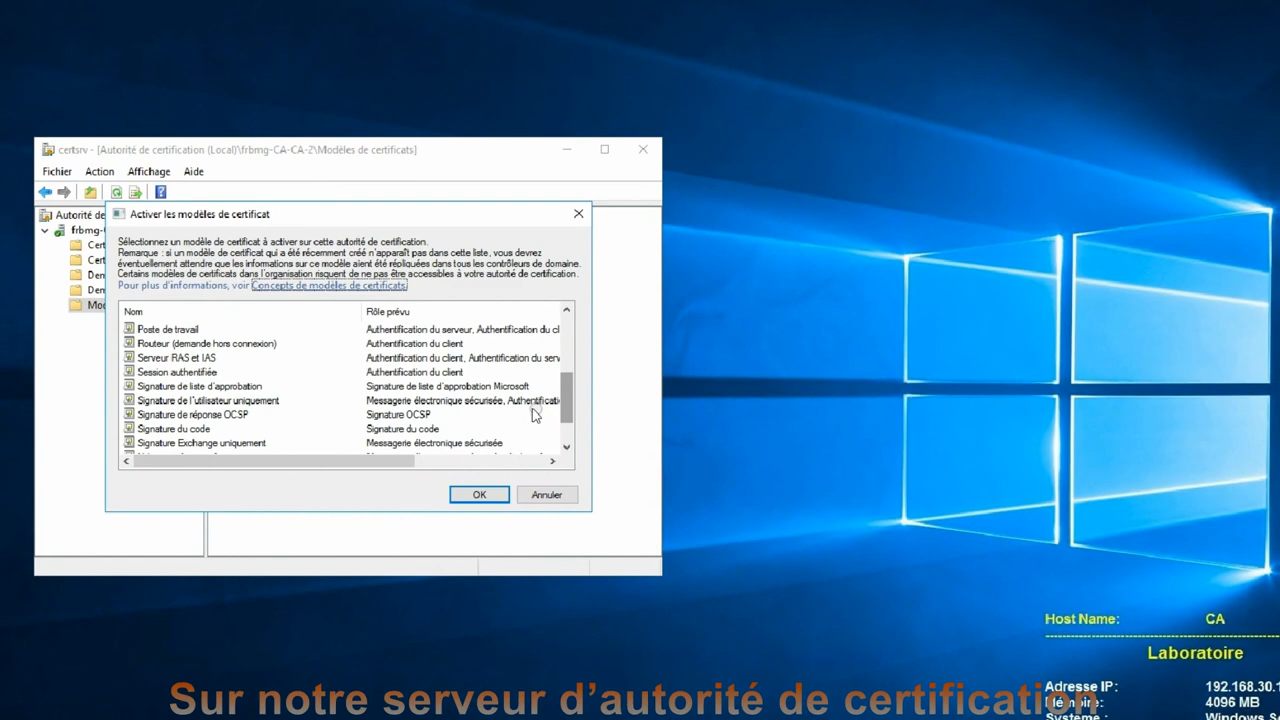 certsrv - [Autorité de certification (Local)\frbmg-CA-CA-2\Modèles de certificats]
Fichier Action Affichage Aide
Autorité de
frbmg-
Cert
Cert
Dem
Dem
Mod
Activer les modèles de certificat
Sélectionnez un modèle de certificat à activer sur cette autorité de certification.
Remarque : si un modèle de certificat qui a été récemment créé n'apparaît pas dans cette liste, vous devrez
éventuellement attendre que les informations sur ce modèle aient été répliquées dans tous les contrôleurs de domaine.
Certains modèles de certificats dans l'organisation risquent de ne pas être accessibles à votre autorité de certification.
Pour plus d'informations, voir Concepts de modèles de certificats.
Nom Rôle prévu
Poste de travail Authentification du serveur, Authentification du cl
Routeur (demande hors connexion) Authentification du client
Serveur RAS et IAS Authentification du client, Authentification du serv
Session authentifiée Authentification du client
Signature de liste d'approbation Signature de liste d'approbation Microsoft
Signature de l'utilisateur uniquement Messagerie électronique sécurisée, Authentificati
Signature de réponse OCSP Signature OCSP
Signature du code Signature du code
Signature Exchange uniquement Messagerie électronique sécurisée
OK Annuler
Host Name: CA
Laboratoire
Adresse IP: 192.168.30.1
Mémoire: 4096 MB
Système: Windows S
Sur notre serveur d'autorité de certification